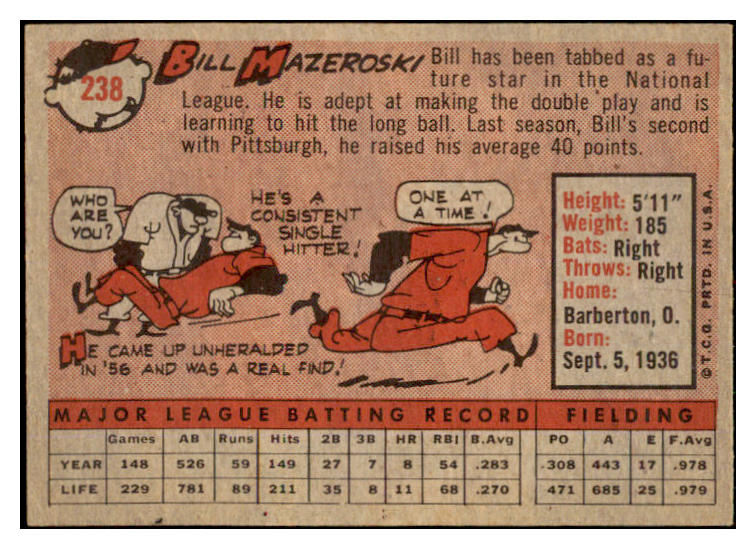 238
BILL MAZEROSKI
Bill has been tabbed as a fu-
ture star in the National
League. He is adept at making the double play and is
learning to hit the long ball. Last season, Bill's second
with Pittsburgh, he raised his average 40 points.
WHO
ARE
YOU?
HE'S A
CONSISTENT
SINGLE
HITTER!
ONE AT
A TIME!
HE CAME UP UNHERALDED
IN '56 AND WAS A REAL FIND!
Height: 5'11"
Weight: 185
Bats: Right
Throws: Right
Home:
Barberton, O.
Born:
Sept. 5, 1936
© T.C.G. PRTD. IN U.S.A.
MAJOR LEAGUE BATTING RECORD FIELDING
Games AB Runs Hits 2B 3B HR RBI B.Avg PO A E F.Avg
YEAR 148 526 59 149 27 7 8 54 .283 .308 443 17 .978
LIFE 229 781 89 211 35 8 11 68 .270 471 685 25 .979